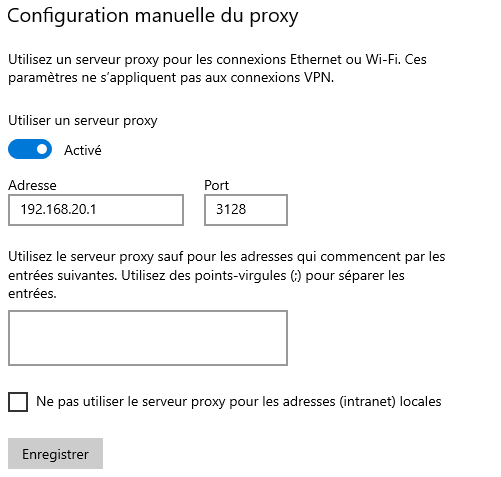 Configuration manuelle du proxy
Utilisez un serveur proxy pour les connexions Ethernet ou Wi-Fi. Ces
paramètres ne s’appliquent pas aux connexions VPN.
Utiliser un serveur proxy
Activé
Adresse Port
192.168.20.1 3128
Utilisez le serveur proxy sauf pour les adresses qui commencent par les
entrées suivantes. Utilisez des points-virgules (;) pour séparer les
entrées.
Ne pas utiliser le serveur proxy pour les adresses (intranet) locales
Enregistrer